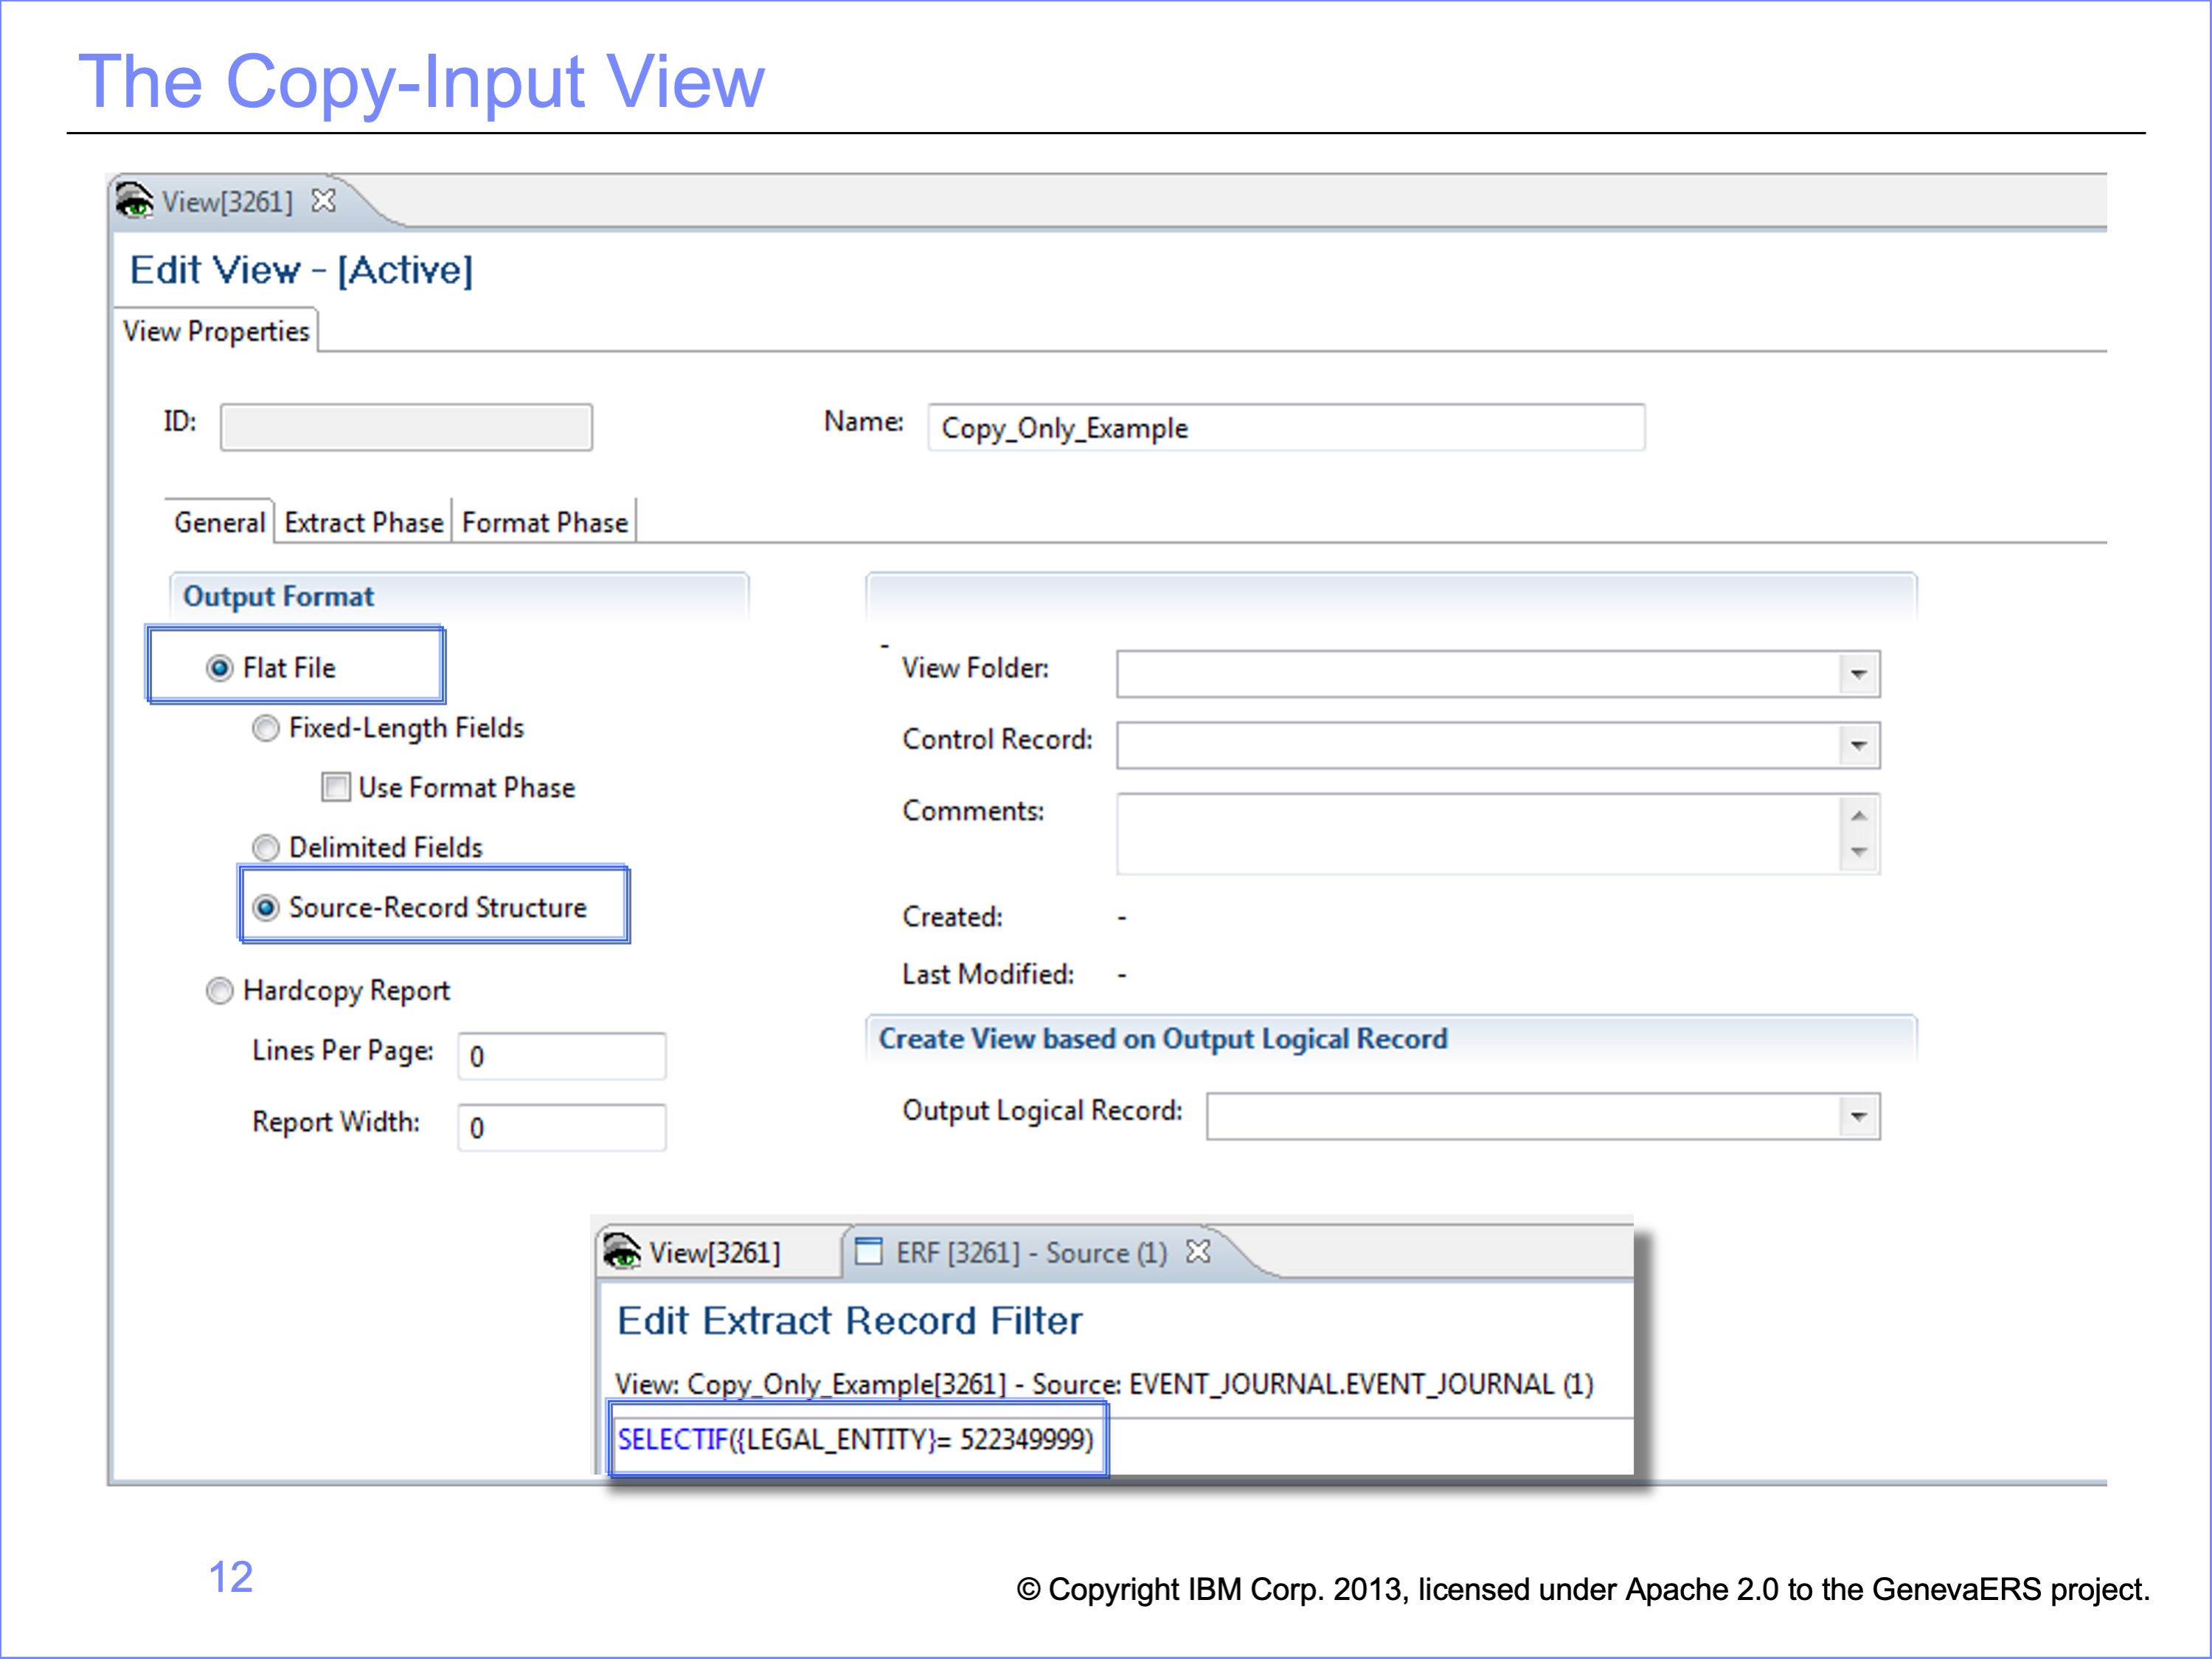 The Copy-Input View
View[3261]
Edit View - [Active]
View Properties
ID:
Name: Copy_Only_Example
General Extract Phase Format Phase
Output Format
Flat File
Fixed-Length Fields
Use Format Phase
Delimited Fields
Source-Record Structure
Hardcopy Report
Lines Per Page: 0
Report Width: 0
-
View Folder:
Control Record:
Comments:
Created: -
Last Modified: -
Create View based on Output Logical Record
Output Logical Record:
View[3261] ERF [3261] - Source (1)
Edit Extract Record Filter
View: Copy_Only_Example[3261] - Source: EVENT_JOURNAL.EVENT_JOURNAL (1)
SELECTIF({LEGAL_ENTITY}= 522349999)
12
© Copyright IBM Corp. 2013, licensed under Apache 2.0 to the GenevaERS project.